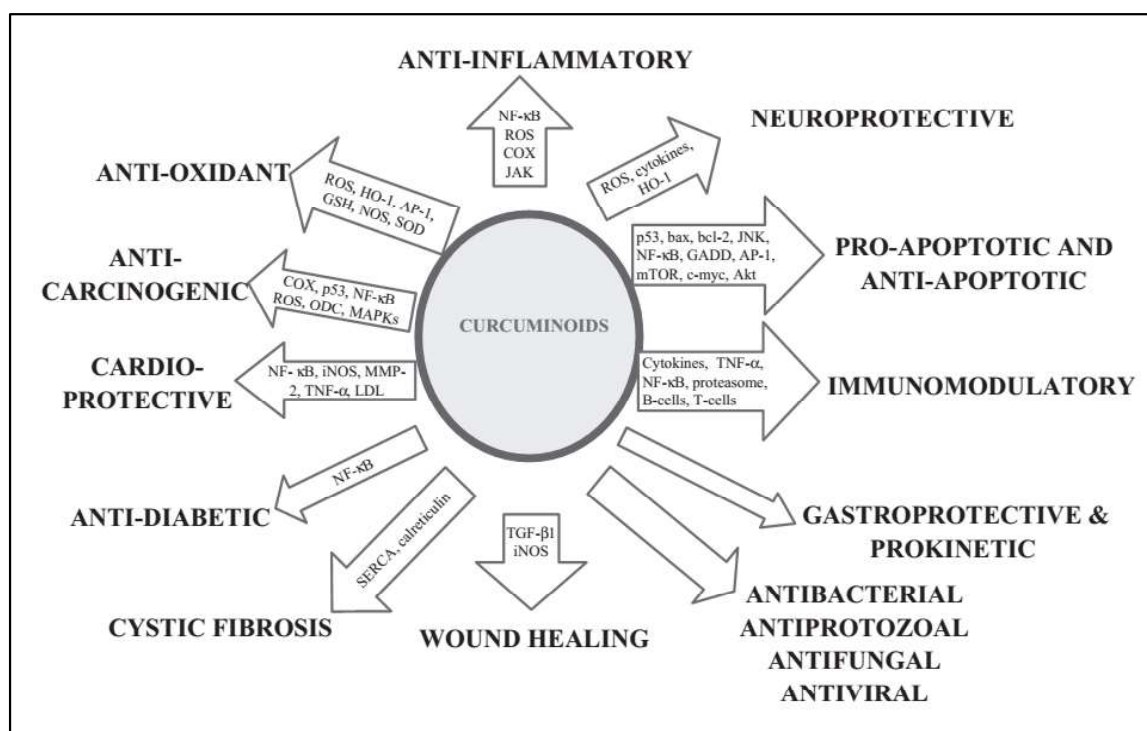 ANTI-INFLAMMATORY
NF-κB
ROS
COX
JAK
NEUROPROTECTIVE
ROS, cytokines,
HO-1
ANTI-OXIDANT
ROS, HO-1. AP-1,
GSH, NOS, SOD
p53, bax, bcl-2, JNK,
NF-κB, GADD, AP-1,
mTOR, c-myc, Akt
PRO-APOPTOTIC AND
ANTI-APOPTOTIC
ANTI-
CARCINOGENIC
COX, p53, NF-κB
ROS, ODC, MAPKs
CURCUMINOIDS
CARDIO-
PROTECTIVE
NF- κB, iNOS, MMP-
2, TNF-α, LDL
Cytokines, TNF-α,
NF-κB, proteasome,
B-cells, T-cells
IMMUNOMODULATORY
ANTI-DIABETIC
NF-κB
GASTROPROTECTIVE &
PROKINETIC
CYSTIC FIBROSIS
SERCA, calreticulin
TGF-β1
iNOS
WOUND HEALING
ANTIBACTERIAL
ANTIPROTOZOAL
ANTIFUNGAL
ANTIVIRAL